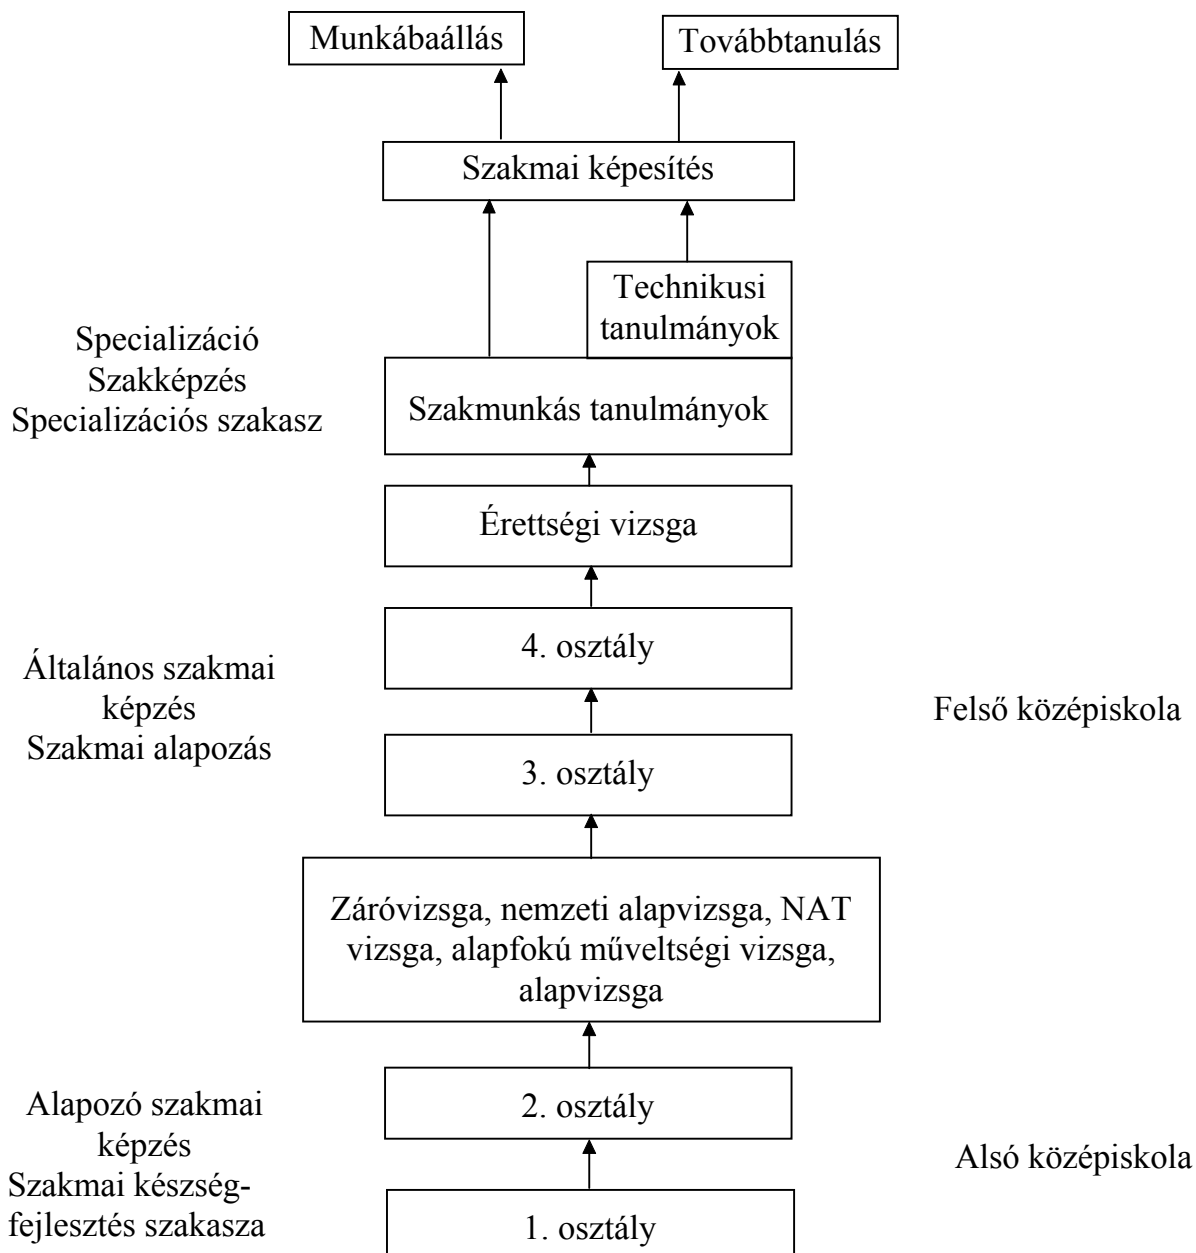 Munkábaállás
Továbbtanulás
Szakmai képesítés
Technikusi
tanulmányok
Specializáció
Szakképzés
Specializációs szakasz
Szakmunkás tanulmányok
Érettségi vizsga
4. osztály
Általános szakmai
képzés
Szakmai alapozás
Felső középiskola
3. osztály
Záróvizsga, nemzeti alapvizsga, NAT
vizsga, alapfokú műveltségi vizsga,
alapvizsga
2. osztály
Alapozó szakmai
képzés
Szakmai készség-
fejlesztés szakasza
Alsó középiskola
1. osztály